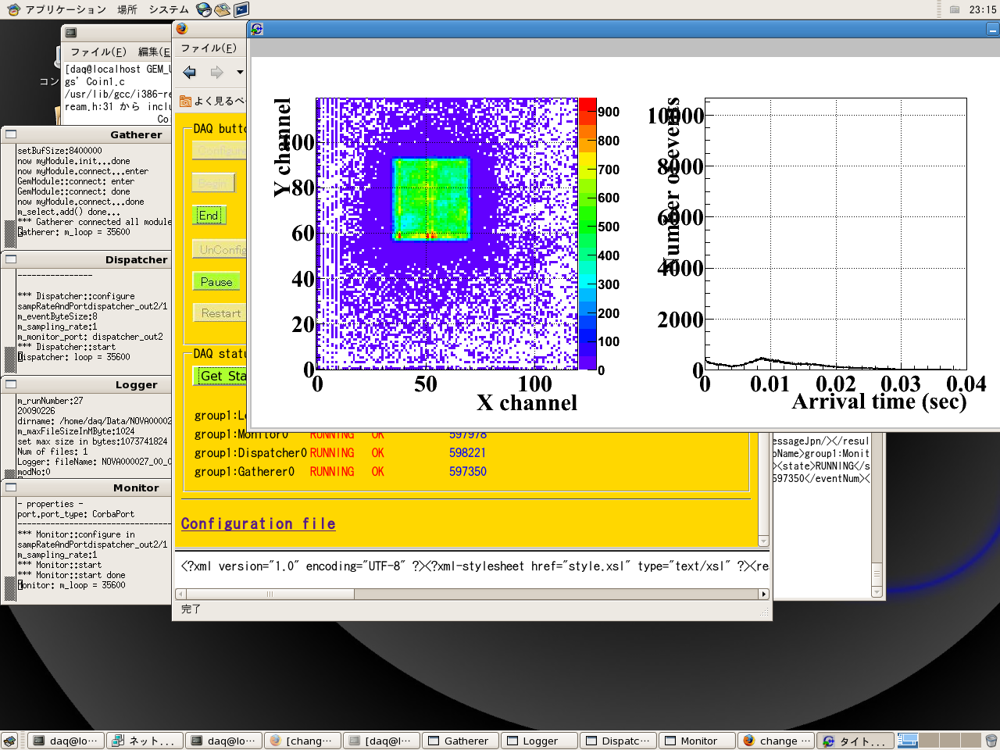 アプリケーション 場所 システム
23:15
ファイル(F) 編集(E
[daq@localhost GEM_U
gs' Coin1.c
/usr/lib/gcc/i386-re
ream.h:31 から inclu
Co
コン
Gatherer
setBufSize:8400000
now myModule.init...done
now myModule.connect...enter
GemModule::connect: enter
GemModule::connect: done
now myModule.connect...done
m_select.add() done...
*** Gatherer connected all module
Gatherer: m_loop = 35600
Dispatcher
----------------
*** Dispatcher::configure
sampRateAndPortdispatcher_out2/1
m_eventByteSize:8
m_sampling_rate:1
m_monitor_port: dispatcher_out2
*** Dispatcher::start
Dispatcher: loop = 35600
Logger
m_runNumber:27
20090226
dirname: /home/daq/Data/NOVA00002
m_maxFileSizeInMByte:1024
set max size in bytes:1073741824
Num of files: 1
Logger: fileName: NOVA000027_00_0
modNo:0
Monitor
- properties -
port.port_type: CorbaPort
*** Monitor::configure in
sampRateAndPortdispatcher_out2/1
m_sampling_rate:1
*** Monitor::start
*** Monitor::start done
Monitor: m_loop = 35600
ファイル(F)
よく見るペ
DAQ butto
Configure
Begin
End
UnConfig
Pause
Restart
DAQ statu
Get Sta
group1:Lo
group1:Monitor0 RUNNING OK 597978
group1:Dispatcher0 RUNNING OK 598221
group1:Gatherer0 RUNNING OK 597350
Configuration file
<?xml version="1.0" encoding="UTF-8" ?><?xml-stylesheet href="style.xsl" type="text/xsl" ?><res
完了
Y channel
100
80
60
40
20
0
0 50 100
X channel
900
800
700
600
500
400
300
200
100
0
Number of events
10000
8000
6000
4000
2000
0
0 0.01 0.02 0.03 0.04
Arrival time (sec)
essageJpn/></resul
pName>group1:Monit
><state>RUNNING</s
597350</eventNum><
daq@lo… ネット... daq@lo… [chang… [daq@l… Gatherer Logger Dispatc… Monitor change … タイト...